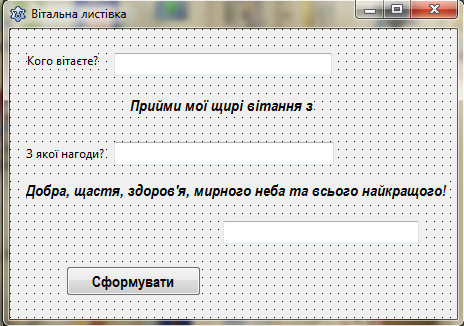 Вітальна листівка
Кого вітаєте?
Прийми мої щирі вітання з
З якої нагоди?
Добра, щастя, здоров'я, мирного неба та всього найкращого!
Сформувати